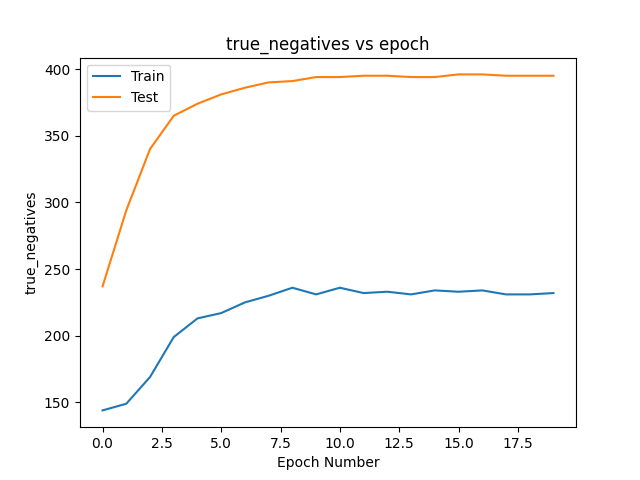 true_negatives vs epoch
Train
Test
true_negatives
400
350
300
250
200
150
0.0 2.5 5.0 7.5 10.0 12.5 15.0 17.5
Epoch Number